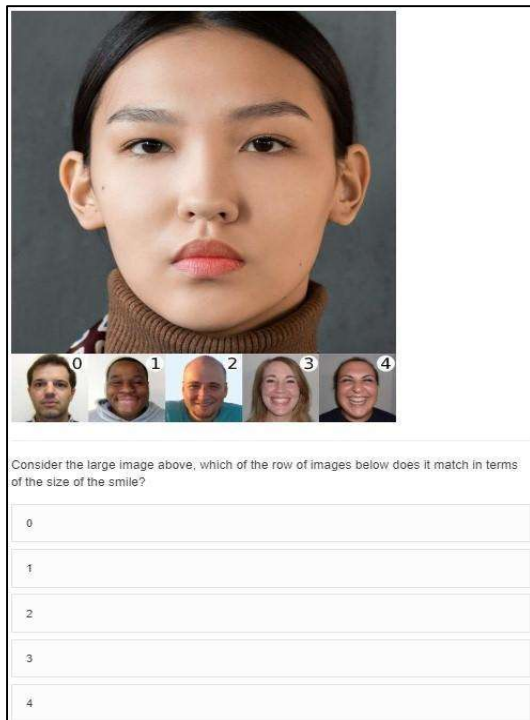 0 1 2 3 4
Consider the large image above, which of the row of images below does it match in terms
of the size of the smile?
0
1
2
3
4